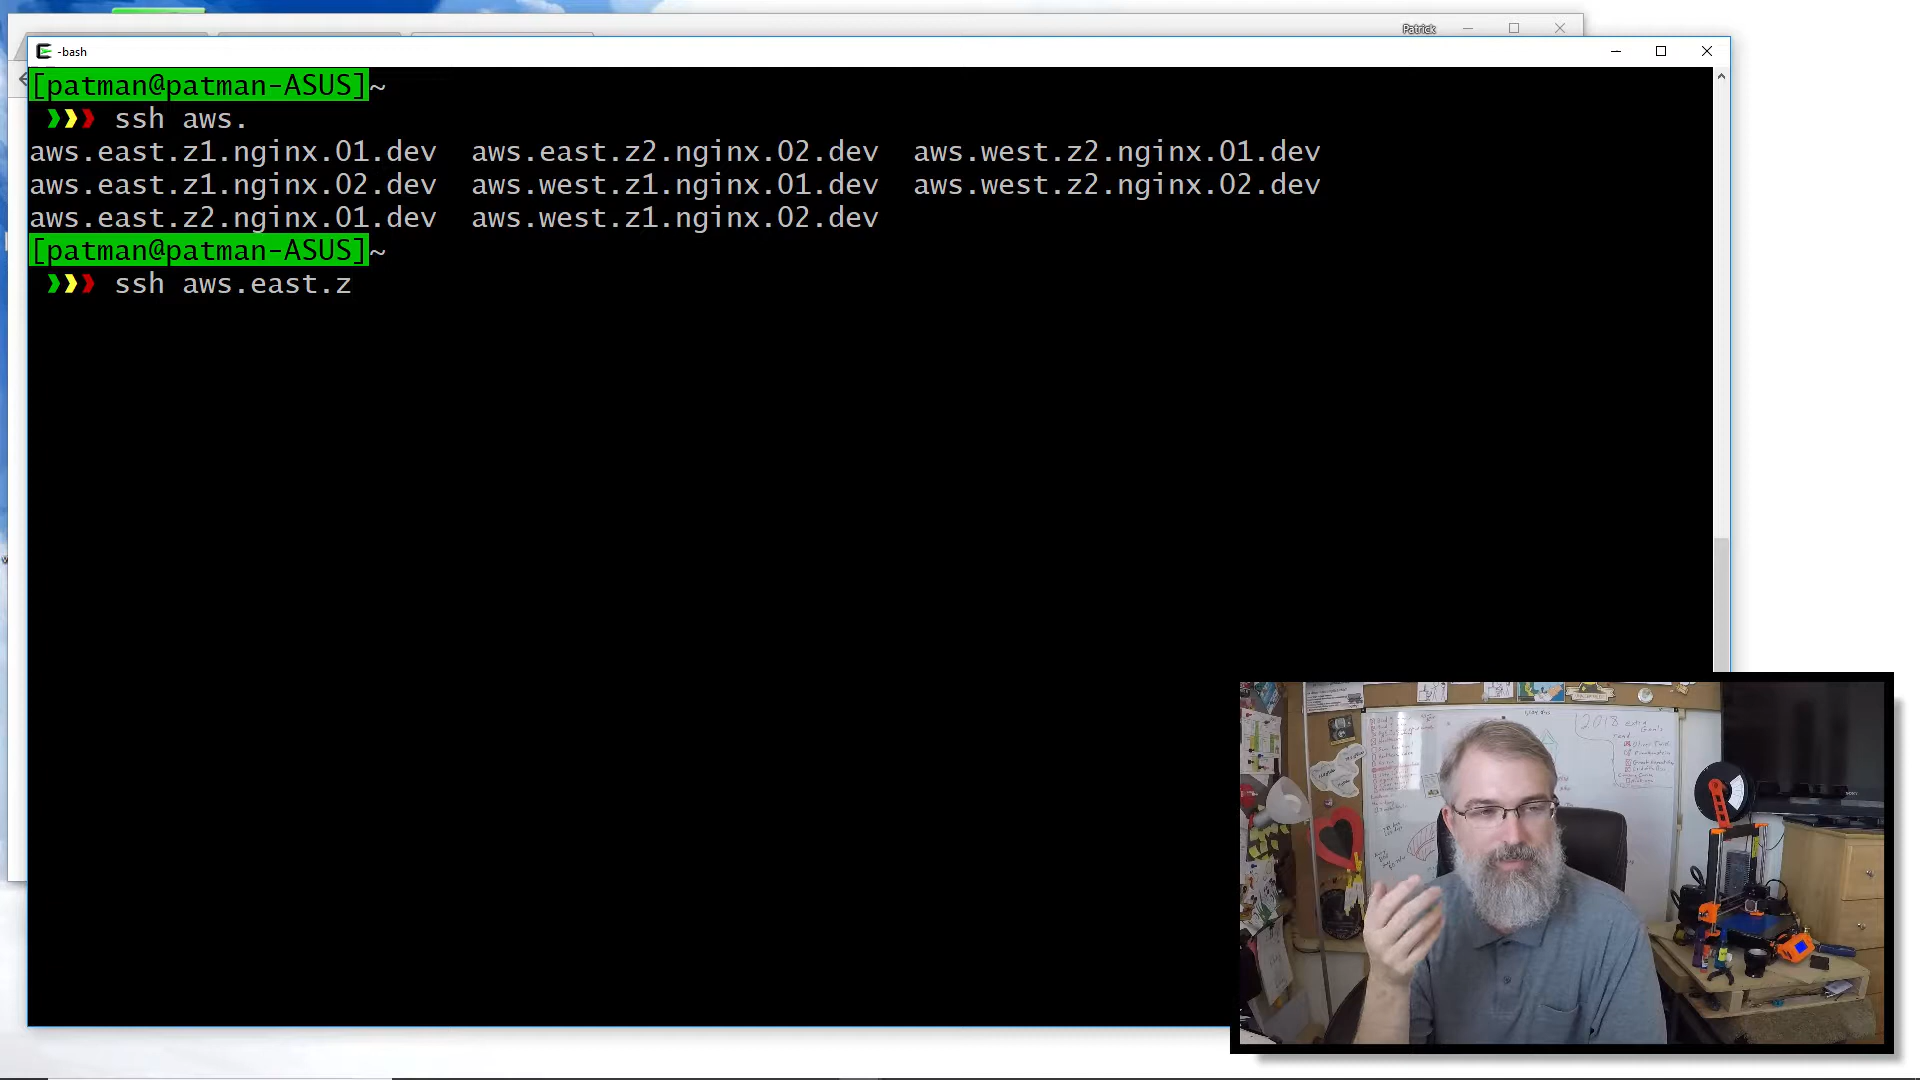 Patrick
-bash
[patman@patman-ASUS]~
ssh aws.
aws.east.z1.nginx.01.dev aws.east.z2.nginx.02.dev aws.west.z2.nginx.01.dev
aws.east.z1.nginx.02.dev aws.west.z1.nginx.01.dev aws.west.z2.nginx.02.dev
aws.east.z2.nginx.01.dev aws.west.z1.nginx.02.dev
[patman@patman-ASUS]~
ssh aws.east.z
2018
SONY